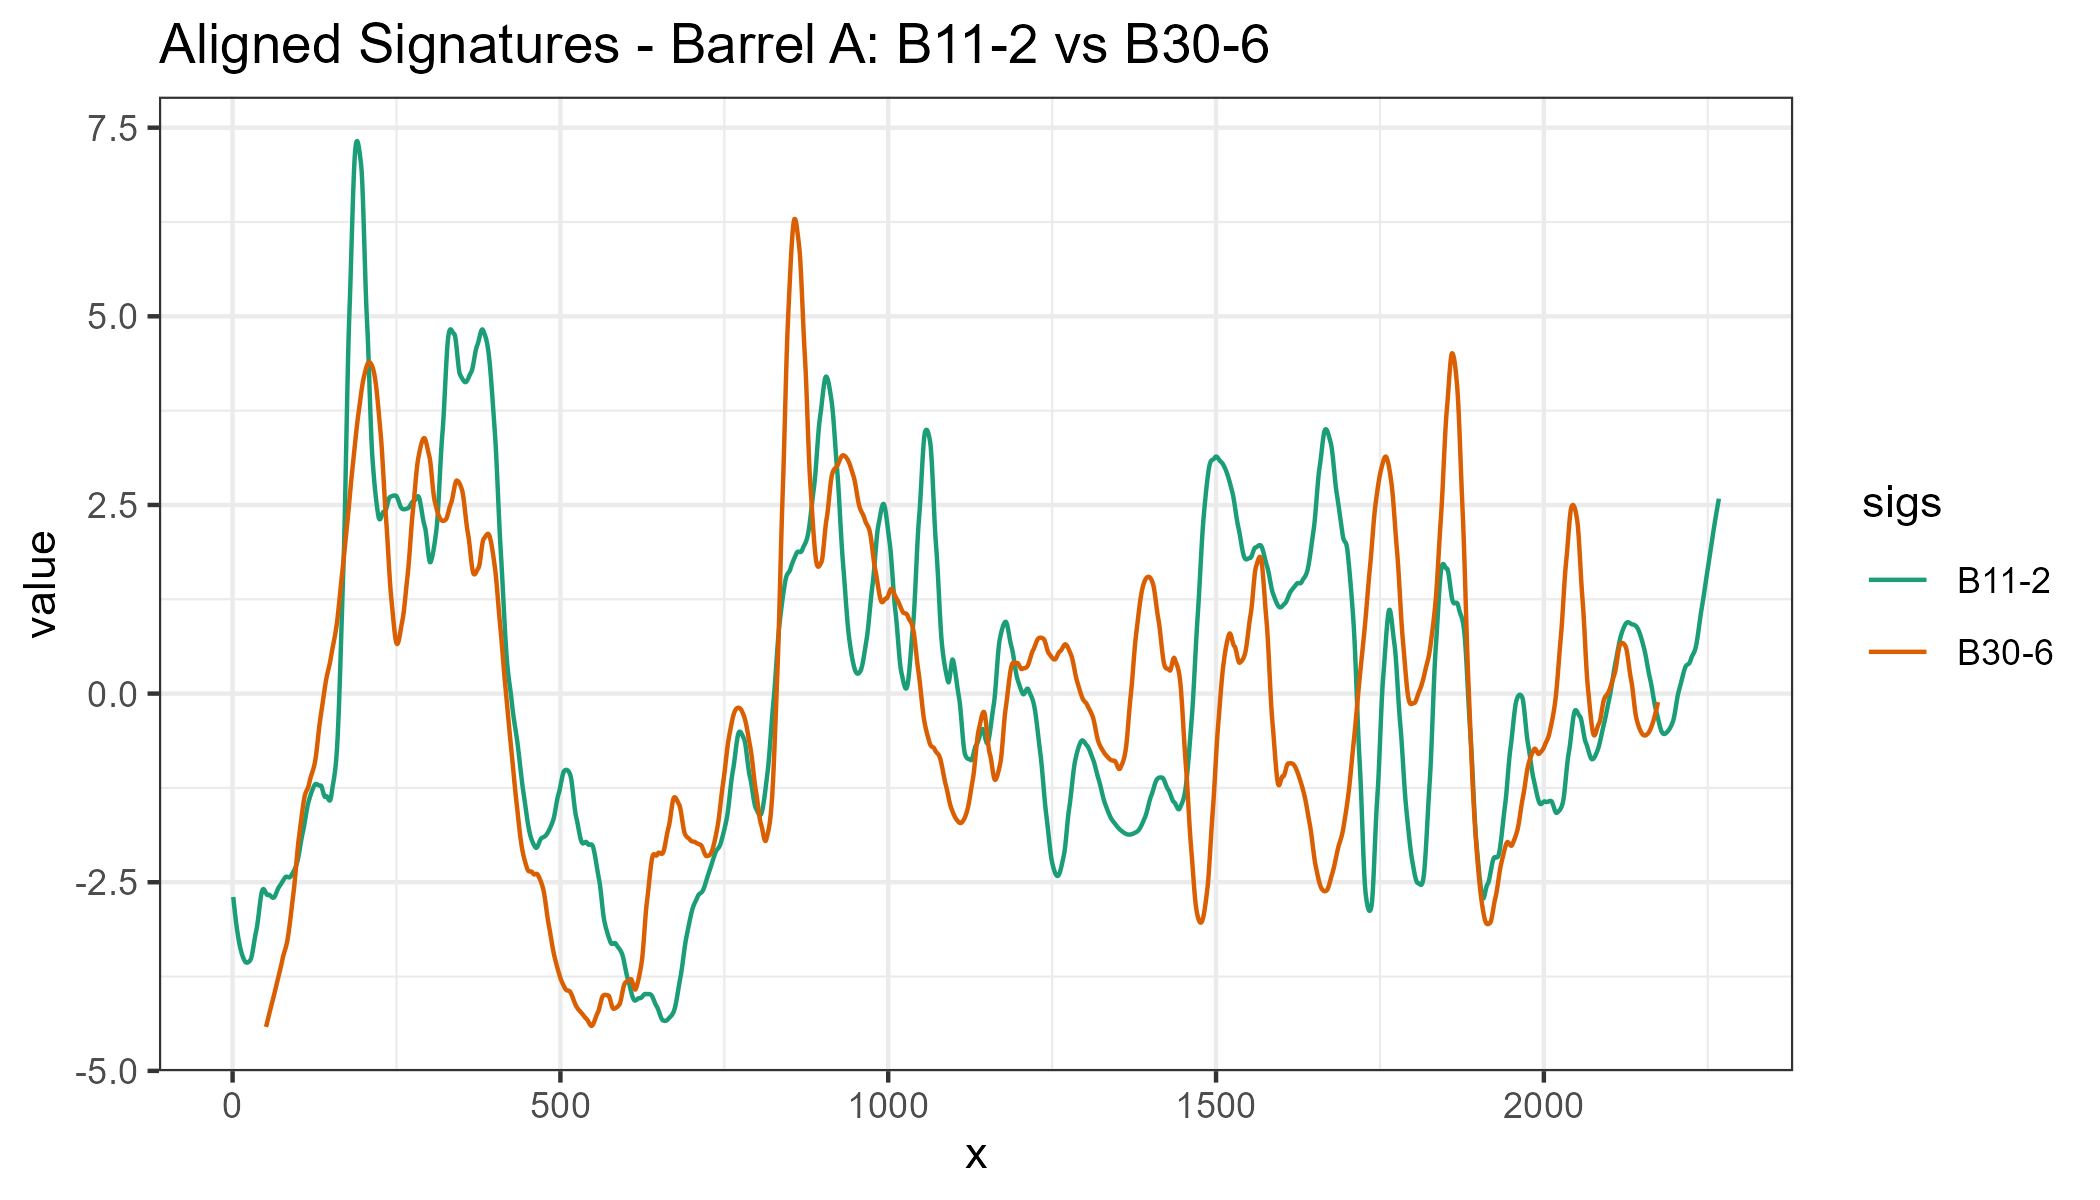 Aligned Signatures - Barrel A: B11-2 vs B30-6
7.5
5.0
2.5
0.0
-2.5
-5.0
value
0 500 1000 1500 2000
x
sigs
B11-2
B30-6